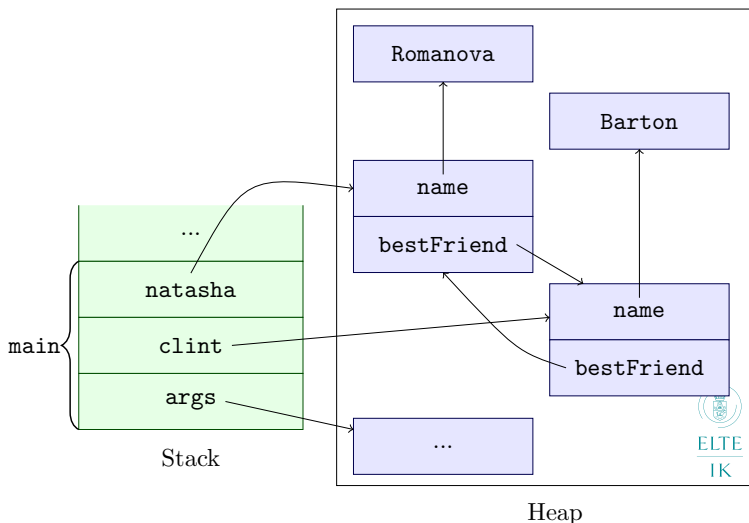 Romanova
Barton
name
bestFriend
name
bestFriend
...
natasha
clint
args
main
...
Stack
Heap
ELTE
IK